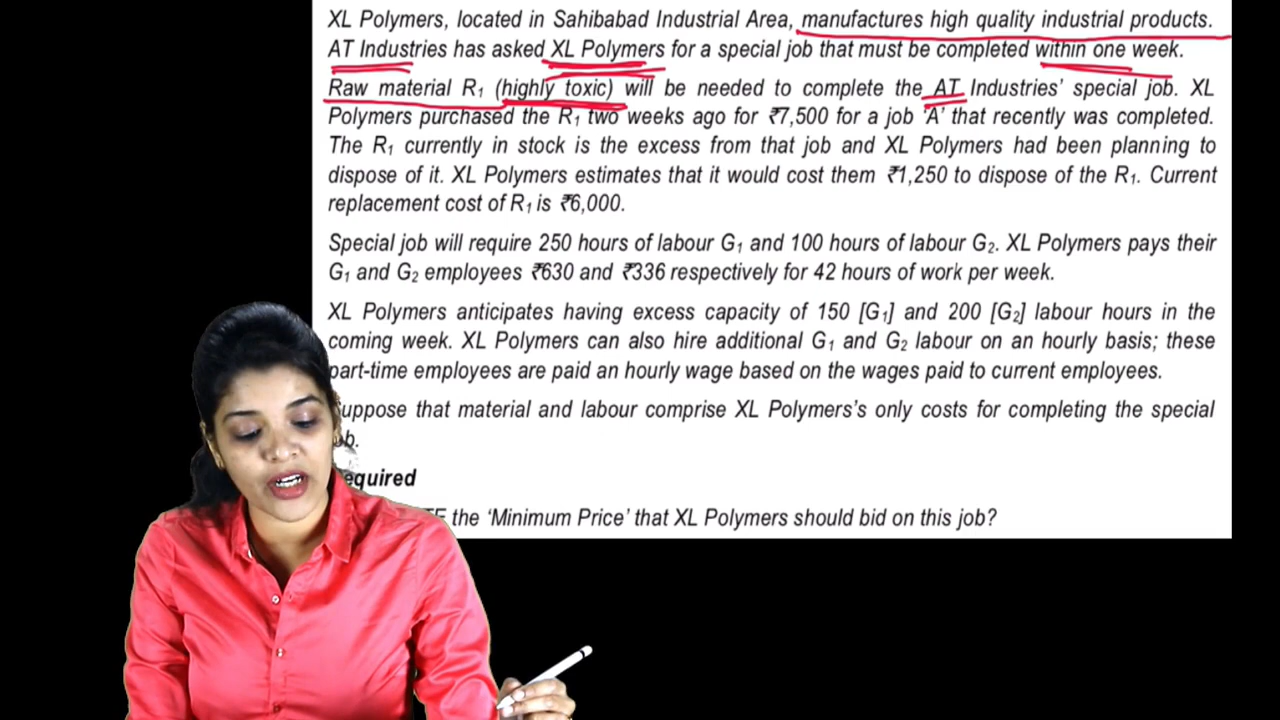 XL Polymers, located in Sahibabad Industrial Area, manufactures high quality industrial products.
AT Industries has asked XL Polymers for a special job that must be completed within one week.
Raw material R₁ (highly toxic) will be needed to complete the AT Industries' special job. XL
Polymers purchased the R₁ two weeks ago for ₹7,500 for a job 'A' that recently was completed.
The R₁ currently in stock is the excess from that job and XL Polymers had been planning to
dispose of it. XL Polymers estimates that it would cost them ₹1,250 to dispose of the R₁. Current
replacement cost of R₁ is ₹6,000.
Special job will require 250 hours of labour G₁ and 100 hours of labour G₂. XL Polymers pays their
G₁ and G₂ employees ₹630 and ₹336 respectively for 42 hours of work per week.
XL Polymers anticipates having excess capacity of 150 [G₁] and 200 [G₂] labour hours in the
coming week. XL Polymers can also hire additional G₁ and G₂ labour on an hourly basis; these
part-time employees are paid an hourly wage based on the wages paid to current employees.
uppose that material and labour comprise XL Polymers's only costs for completing the special
ob.
equired
TE the 'Minimum Price' that XL Polymers should bid on this job?